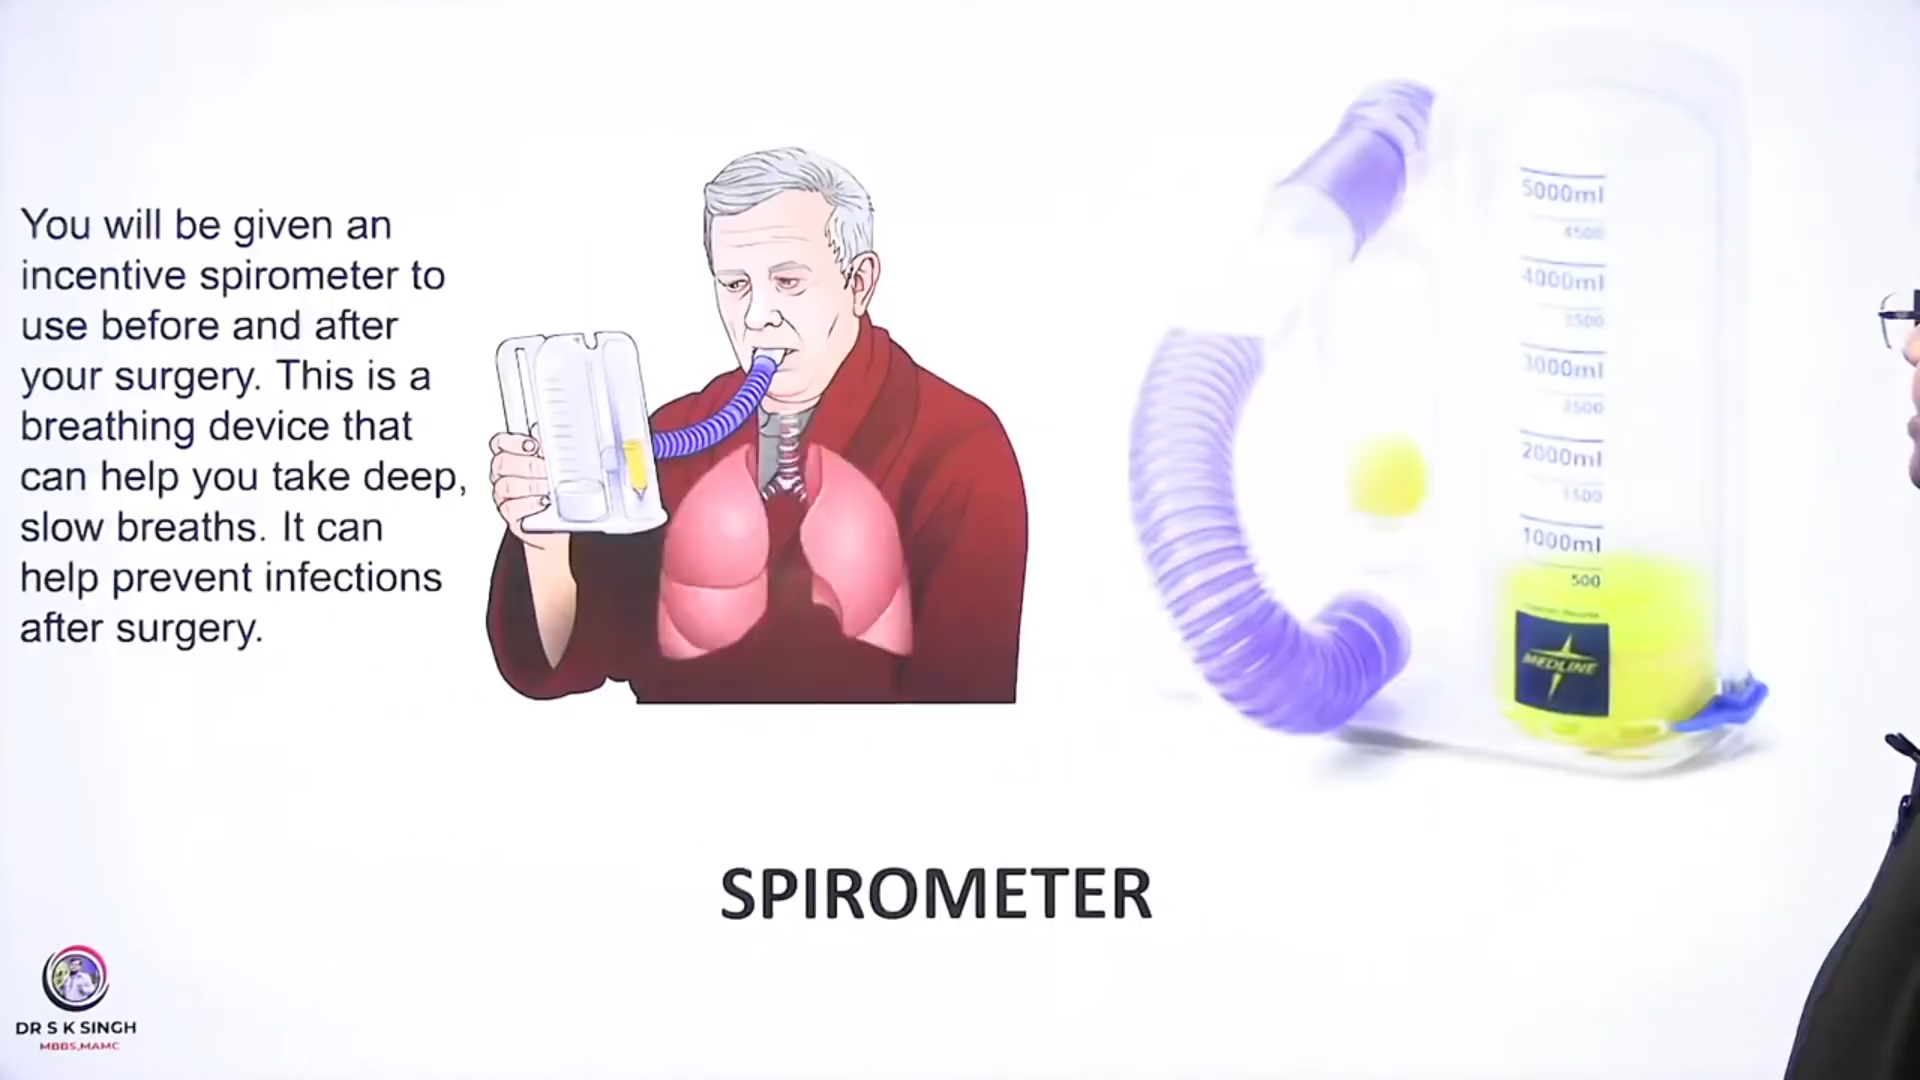 You will be given an
incentive spirometer to
use before and after
your surgery. This is a
breathing device that
can help you take deep,
slow breaths. It can
help prevent infections
after surgery.
5000ml
4500
4000ml
3500
3000ml
2500
2000ml
1500
1000ml
500
MEDLINE
SPIROMETER
DR S K SINGH
MBBS,MAMC